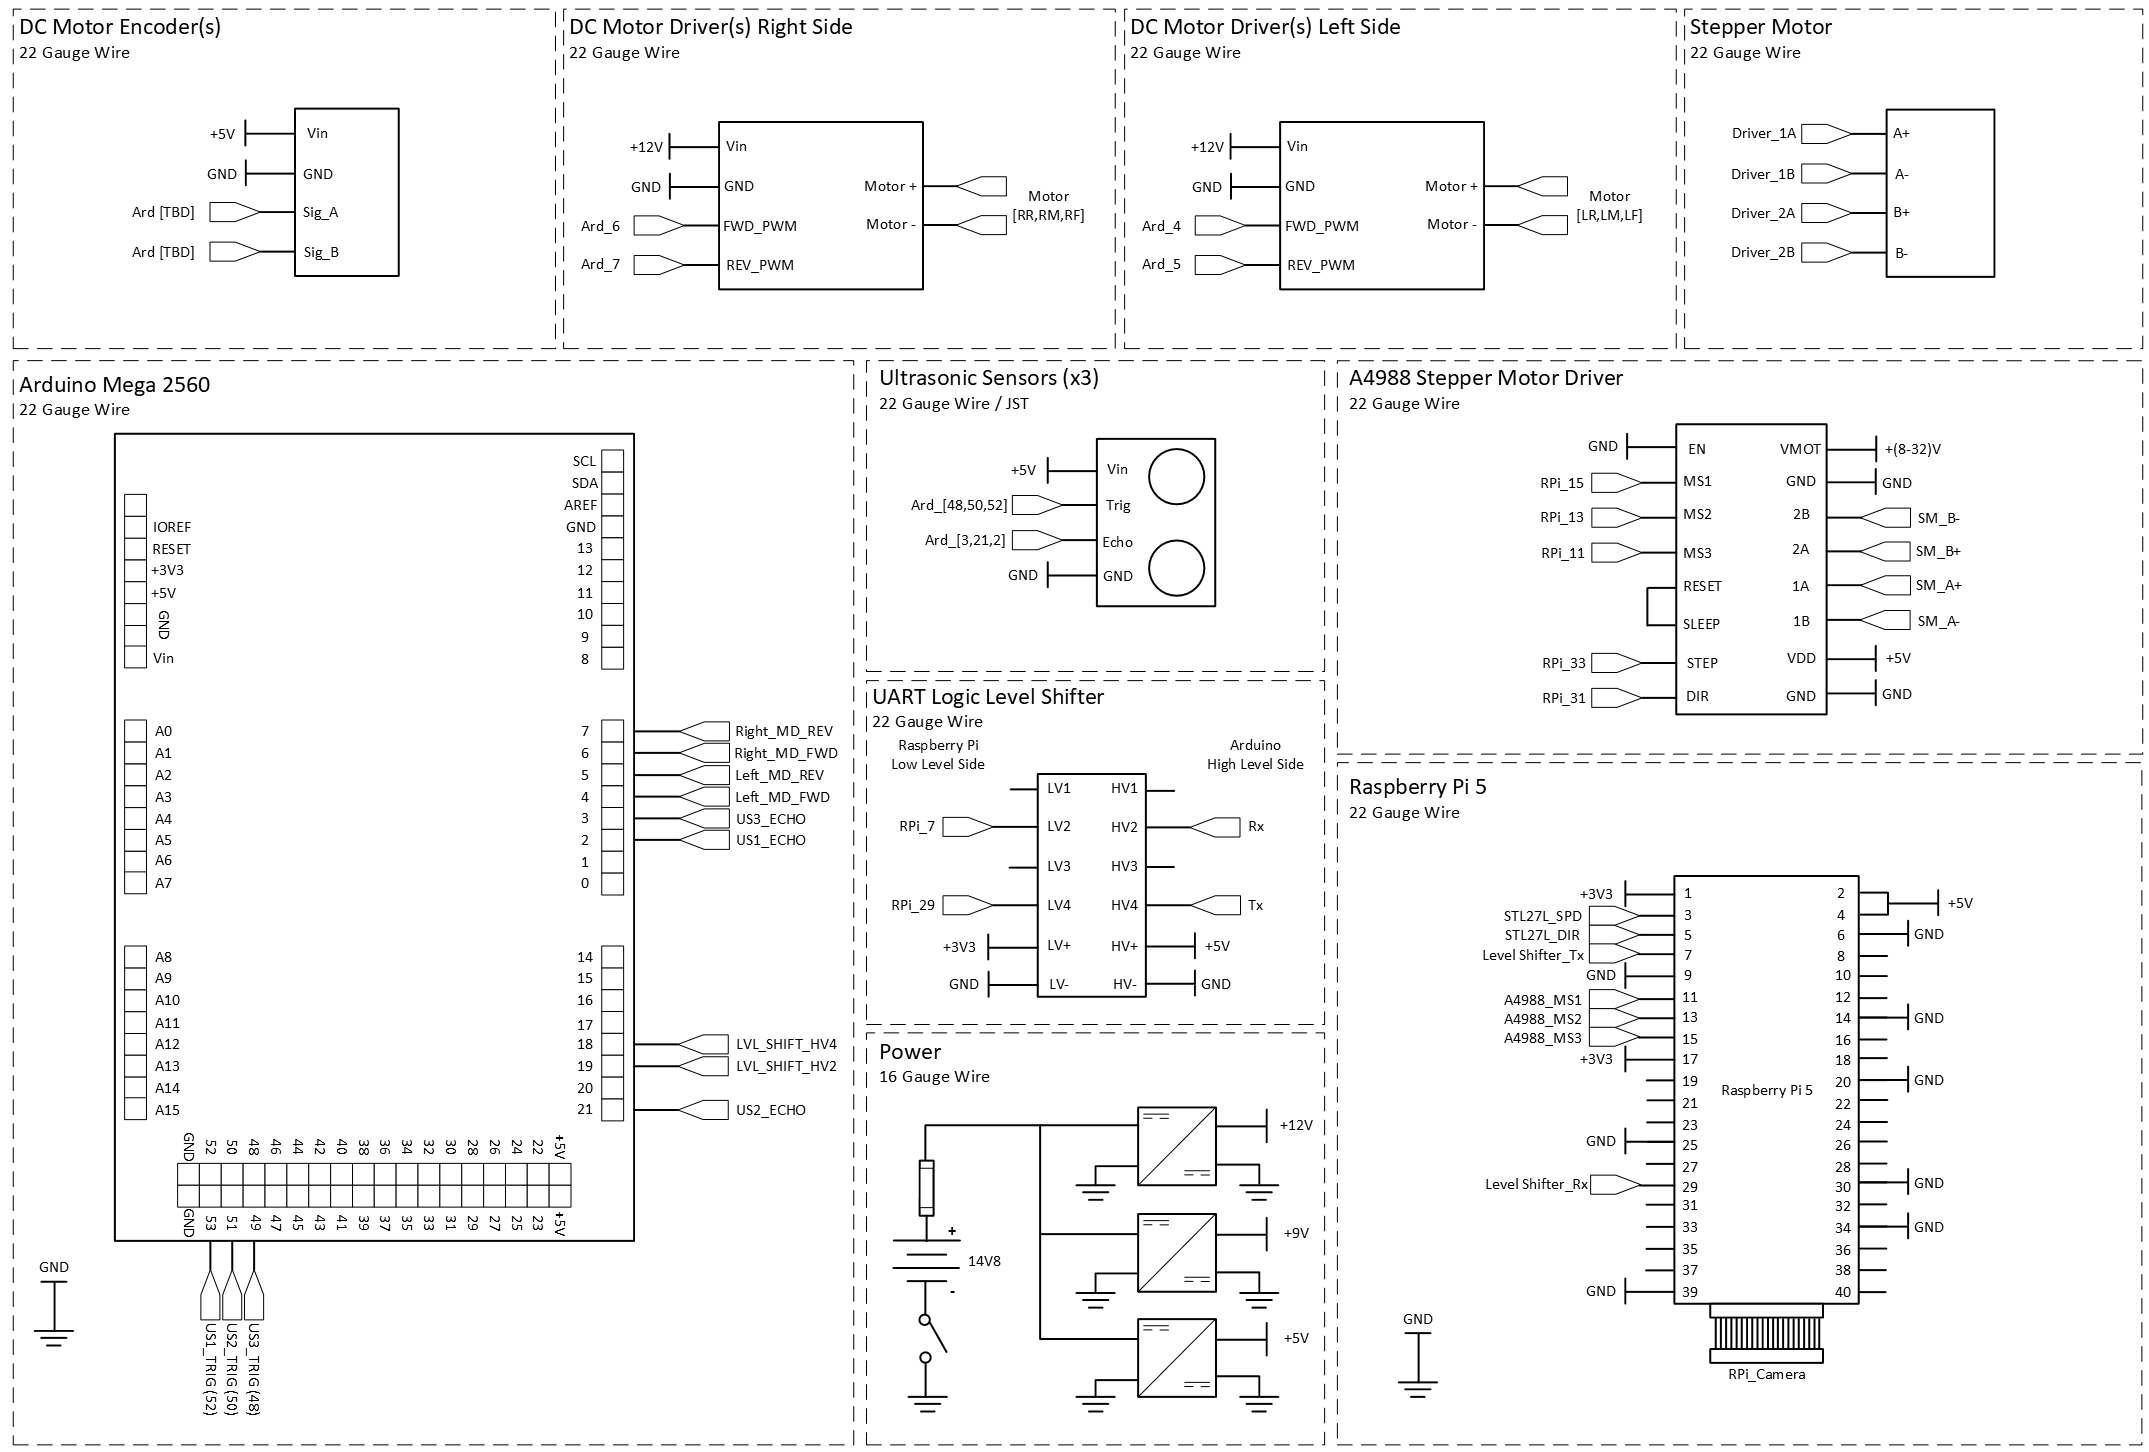 DC Motor Encoder(s)
22 Gauge Wire
+5V
Vin
GND
GND
Ard [TBD]
Sig_A
Ard [TBD]
Sig_B
DC Motor Driver(s) Right Side
22 Gauge Wire
+12V
Vin
GND
GND
Motor +
Motor
[RR,RM,RF]
Ard_6
FWD_PWM
Motor -
Ard_7
REV_PWM
DC Motor Driver(s) Left Side
22 Gauge Wire
+12V
Vin
GND
GND
Motor +
Motor
[LR,LM,LF]
Ard_4
FWD_PWM
Motor -
Ard_5
REV_PWM
Stepper Motor
22 Gauge Wire
Driver_1A
A+
Driver_1B
A-
Driver_2A
B+
Driver_2B
B-
Arduino Mega 2560
22 Gauge Wire
IOREF
RESET
+3V3
+5V
GND
Vin
SCL
SDA
AREF
GND
13
12
11
10
9
8
A0
A1
A2
A3
A4
A5
A6
A7
7
Right_MD_REV
6
Right_MD_FWD
5
Left_MD_REV
4
Left_MD_FWD
3
US3_ECHO
2
US1_ECHO
1
0
A8
A9
A10
A11
A12
A13
A14
A15
14
15
16
17
18
LVL_SHIFT_HV4
19
LVL_SHIFT_HV2
20
21
US2_ECHO
GND 52 50 48 46 44 42 40 38 36 34 32 30 28 26 24 22 +5V
GND 53 51 49 47 45 43 41 39 37 35 33 31 29 27 25 23 +5V
US1_TRIG (52)
US2_TRIG (50)
US3_TRIG (48)
GND
Ultrasonic Sensors (x3)
22 Gauge Wire / JST
+5V
Vin
Ard_[48,50,52]
Trig
Ard_[3,21,2]
Echo
GND
GND
UART Logic Level Shifter
22 Gauge Wire
Raspberry Pi
Low Level Side
Arduino
High Level Side
LV1
HV1
RPi_7
LV2
HV2
Rx
LV3
HV3
RPi_29
LV4
HV4
Tx
+3V3
LV+
HV+
+5V
GND
LV-
HV-
GND
Power
16 Gauge Wire
+12V
+
14V8
-
+9V
+5V
A4988 Stepper Motor Driver
22 Gauge Wire
GND
EN
VMOT
+(8-32)V
RPi_15
MS1
GND
GND
RPi_13
MS2
2B
SM_B-
RPi_11
MS3
2A
SM_B+
RESET
1A
SM_A+
SLEEP
1B
SM_A-
RPi_33
STEP
VDD
+5V
RPi_31
DIR
GND
GND
Raspberry Pi 5
22 Gauge Wire
+3V3
1
2
+5V
STL27L_SPD
3
4
STL27L_DIR
5
6
GND
Level Shifter_Tx
7
8
GND
9
10
A4988_MS1
11
12
A4988_MS2
13
14
GND
A4988_MS3
15
16
+3V3
17
18
19
20
GND
Raspberry Pi 5
21
22
23
24
GND
25
26
27
28
Level Shifter_Rx
29
30
GND
31
32
33
34
GND
35
36
37
38
GND
39
40
RPi_Camera
GND